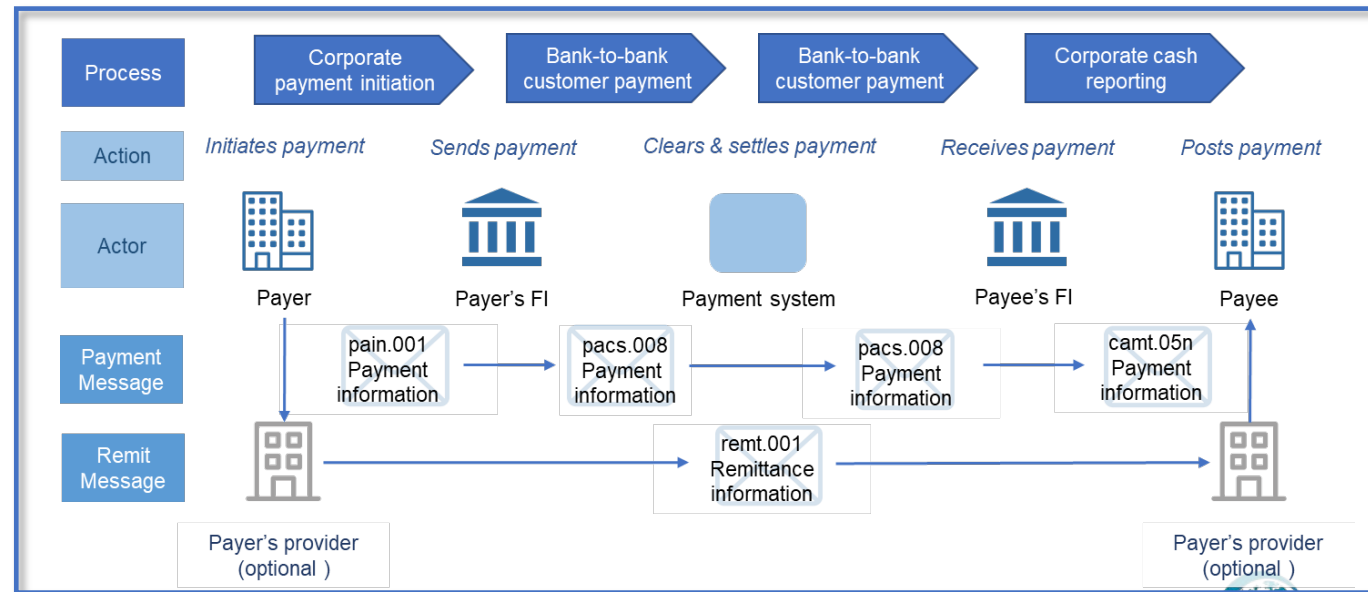 Process
Corporate
payment initiation
Bank-to-bank
customer payment
Bank-to-bank
customer payment
Corporate cash
reporting
Action
Initiates payment
Sends payment
Clears & settles payment
Receives payment
Posts payment
Actor
Payer
Payer's FI
Payment system
Payee's FI
Payee
Payment
Message
pain.001
Payment
information
pacs.008
Payment
information
pacs.008
Payment
information
camt.05n
Payment
information
Remit
Message
remt.001
Remittance
information
Payer's provider
(optional )
Payer's provider
(optional )